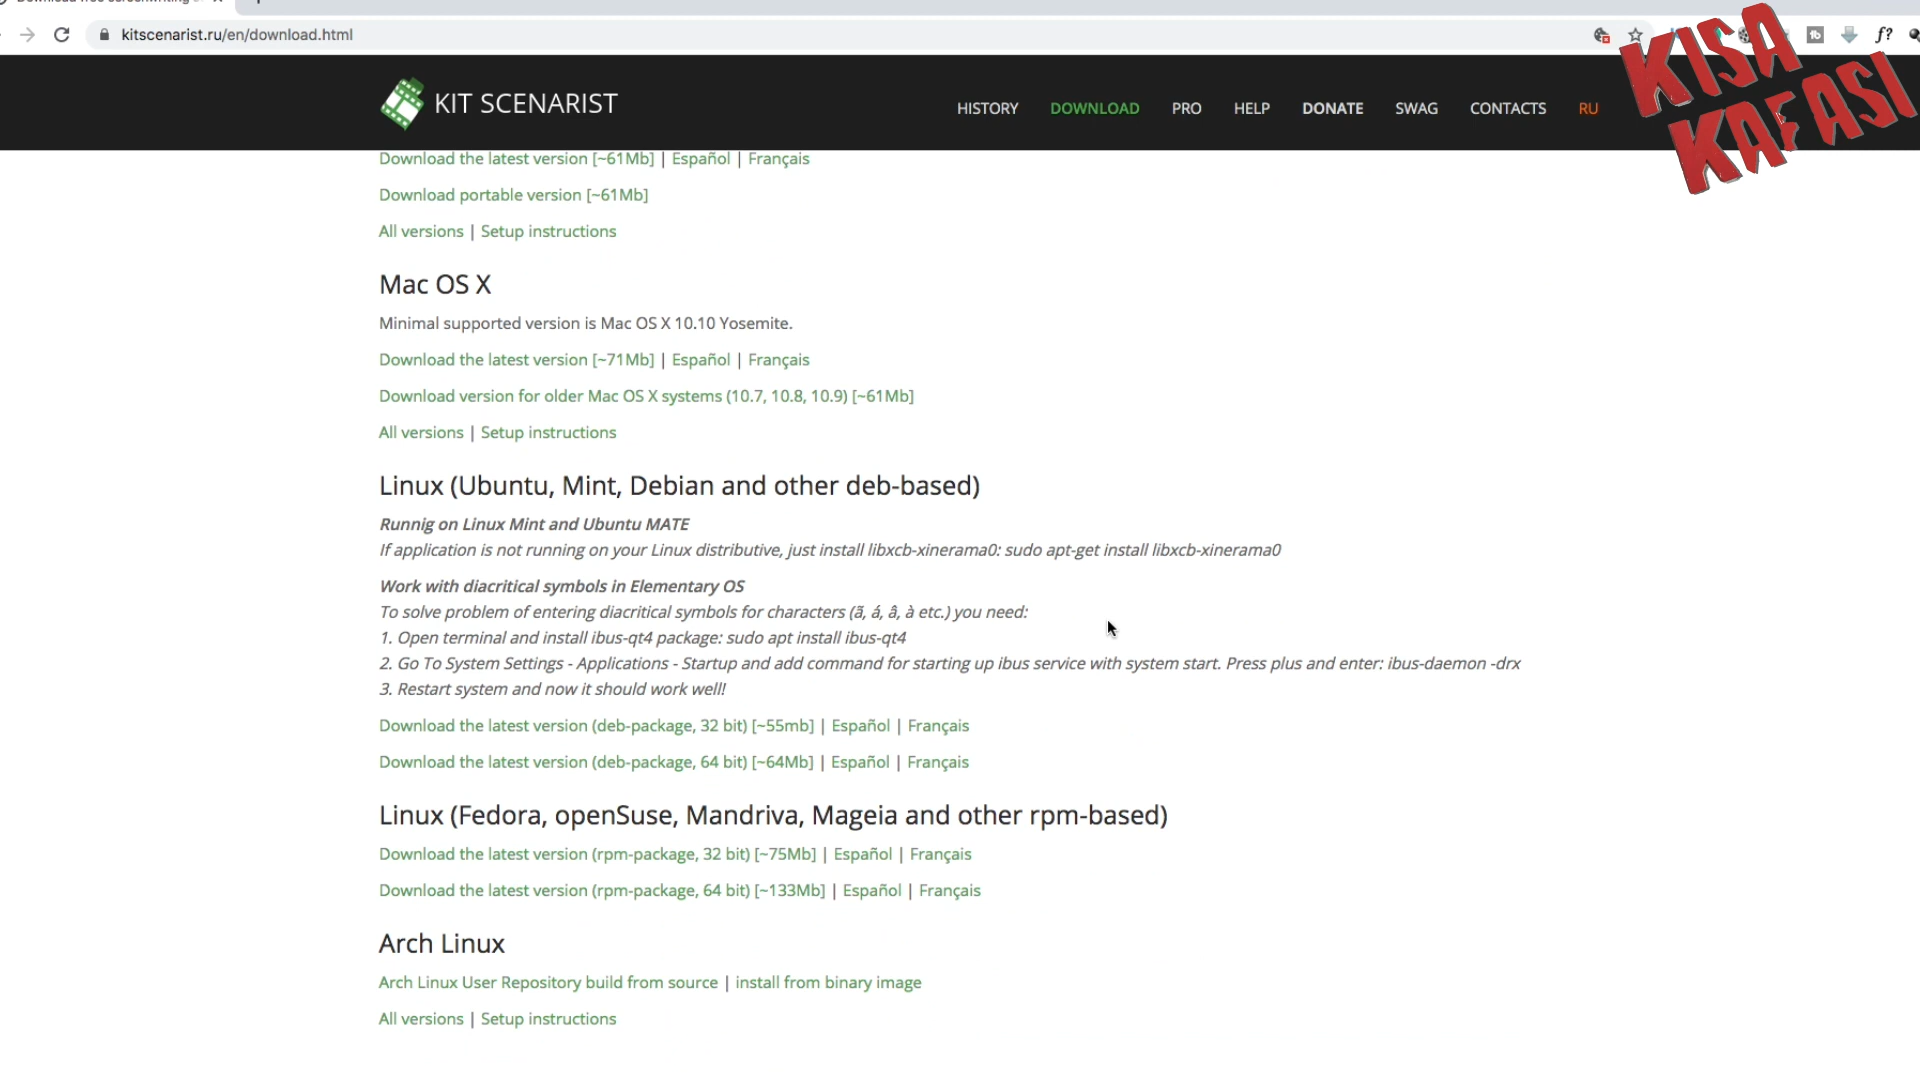 kitscenarist.ru/en/download.html
KISA
KAFASI
KIT SCENARIST
HISTORY DOWNLOAD PRO HELP DONATE SWAG CONTACTS RU
Download the latest version [~61Mb] | Español | Français
Download portable version [~61Mb]
All versions | Setup instructions
Mac OS X
Minimal supported version is Mac OS X 10.10 Yosemite.
Download the latest version [~71Mb] | Español | Français
Download version for older Mac OS X systems (10.7, 10.8, 10.9) [~61Mb]
All versions | Setup instructions
Linux (Ubuntu, Mint, Debian and other deb-based)
Runnig on Linux Mint and Ubuntu MATE
If application is not running on your Linux distributive, just install libxcb-xinerama0: sudo apt-get install libxcb-xinerama0
Work with diacritical symbols in Elementary OS
To solve problem of entering diacritical symbols for characters (ã, á, â, à etc.) you need:
1. Open terminal and install ibus-qt4 package: sudo apt install ibus-qt4
2. Go To System Settings - Applications - Startup and add command for starting up ibus service with system start. Press plus and enter: ibus-daemon -drx
3. Restart system and now it should work well!
Download the latest version (deb-package, 32 bit) [~55mb] | Español | Français
Download the latest version (deb-package, 64 bit) [~64Mb] | Español | Français
Linux (Fedora, openSuse, Mandriva, Mageia and other rpm-based)
Download the latest version (rpm-package, 32 bit) [~75Mb] | Español | Français
Download the latest version (rpm-package, 64 bit) [~133Mb] | Español | Français
Arch Linux
Arch Linux User Repository build from source | install from binary image
All versions | Setup instructions